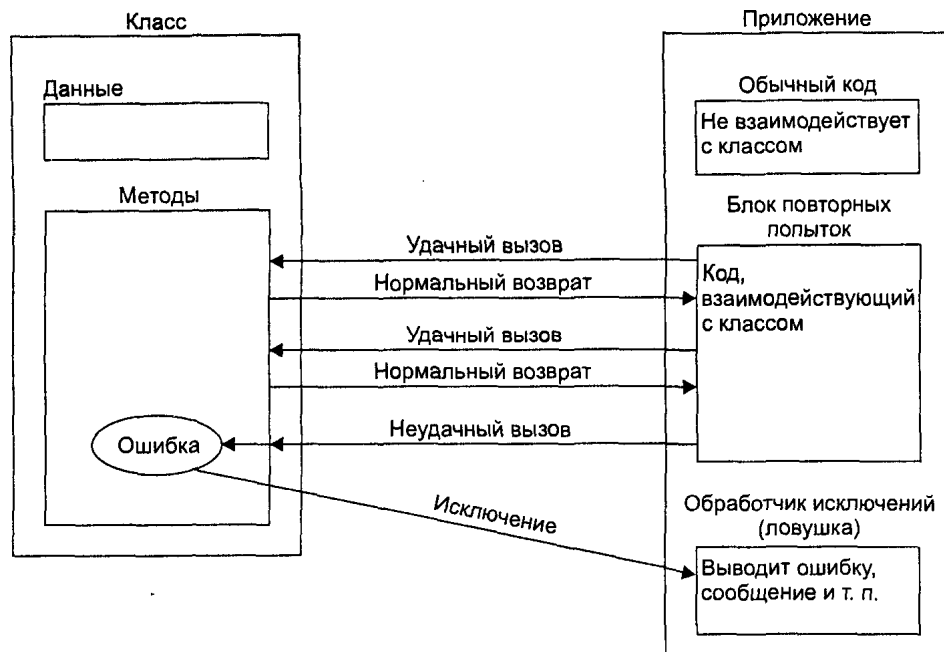 Класс
Данные
Методы
Ошибка
Удачный вызов
Нормальный возврат
Удачный вызов
Нормальный возврат
Неудачный вызов
Исключение
Приложение
Обычный код
Не взаимодействует
с классом
Блок повторных
попыток
Код,
взаимодействующий
с классом
Обработчик исключений
(ловушка)
Выводит ошибку,
сообщение и т. п.